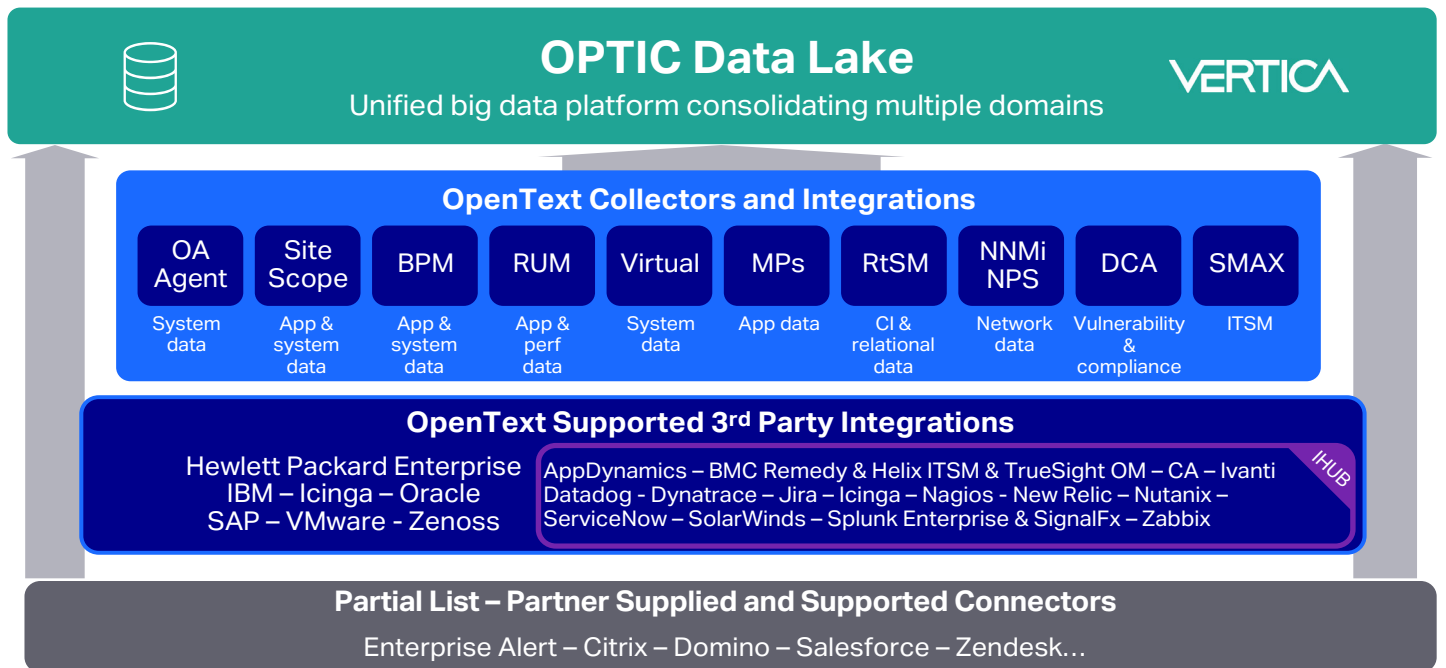 OPTIC Data Lake
VERTICA
Unified big data platform consolidating multiple domains
OpenText Collectors and Integrations
OA
Agent
Site
Scope
BPM
RUM
Virtual
MPs
RtSM
NNMi
NPS
DCA
SMAX
System
data
App &
system
data
App &
system
data
App &
perf
data
System
data
App data
CI &
relational
data
Network
data
Vulnerability
&
compliance
ITSM
OpenText Supported 3rd Party Integrations
Hewlett Packard Enterprise
IBM – Icinga – Oracle
SAP – VMware - Zenoss
AppDynamics – BMC Remedy & Helix ITSM & TrueSight OM – CA – Ivanti
Datadog - Dynatrace – Jira – Icinga – Nagios - New Relic – Nutanix –
ServiceNow – SolarWinds – Splunk Enterprise & SignalFx – Zabbix
IHUB
Partial List – Partner Supplied and Supported Connectors
Enterprise Alert – Citrix – Domino – Salesforce – Zendesk...